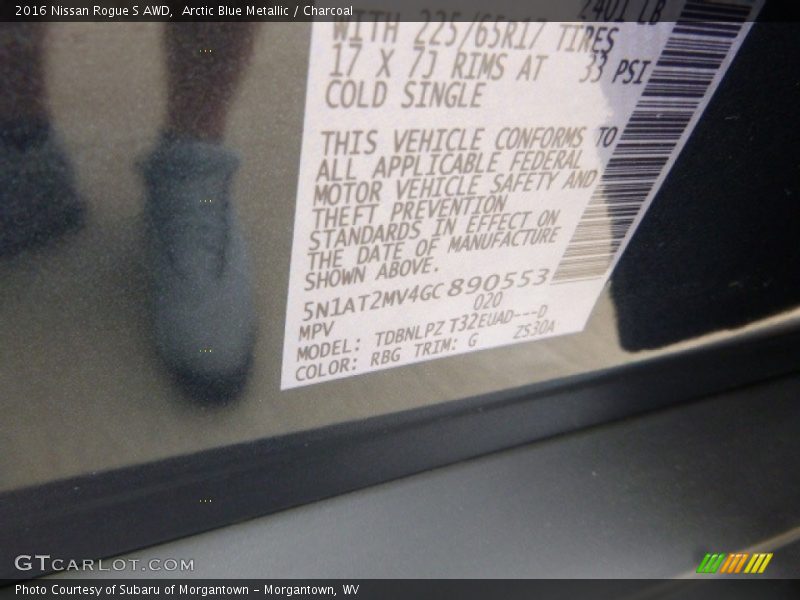 2016 Nissan Rogue S AWD, Arctic Blue Metallic / Charcoal
2401 LB
WITH 225/65R17 TIRES
17 X 7J RIMS AT 33 PSI
COLD SINGLE
THIS VEHICLE CONFORMS TO
ALL APPLICABLE FEDERAL
MOTOR VEHICLE SAFETY AND
THEFT PREVENTION
STANDARDS IN EFFECT ON
THE DATE OF MANUFACTURE
SHOWN ABOVE.
5N1AT2MV4GC890553
MPV 020
MODEL: TDBNLPZ T32EUAD---D
COLOR: RBG TRIM: G ZS30A
GTCARLOT.COM
Photo Courtesy of Subaru of Morgantown - Morgantown, WV